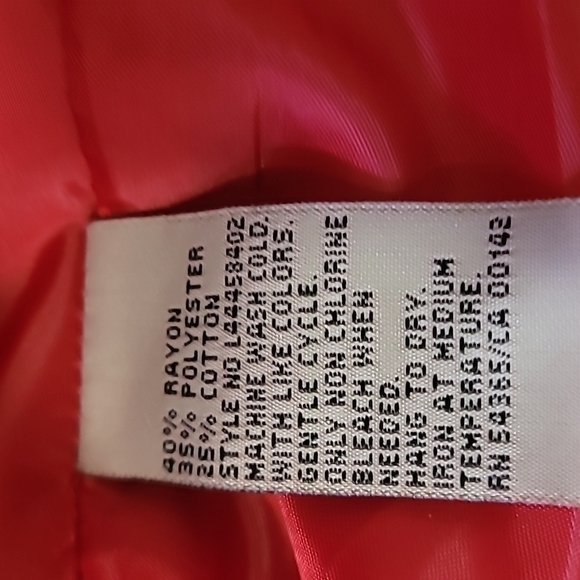 40% RAYON
35% POLYESTER
25% COTTON
STYLE NO L4445840Z
MACHINE WASH COLD.
WITH LIKE COLORS.
GENTLE CYCLE.
ONLY NON CHLORINE
BLEACH WHEN
NEEDED.
HANG TO DRY.
IRON AT MEDIUM
TEMPERATURE.
RN 54365/CA 00142